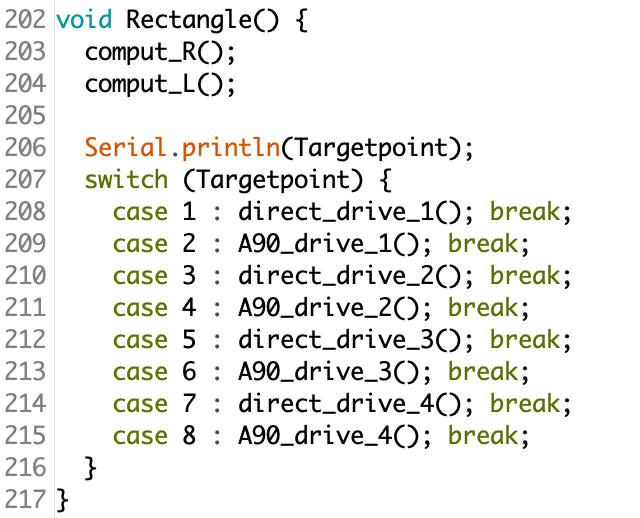 202 void Rectangle() {
203   comput_R();
204   comput_L();
205
206   Serial.println(Targetpoint);
207   switch (Targetpoint) {
208     case 1 : direct_drive_1(); break;
209     case 2 : A90_drive_1(); break;
210     case 3 : direct_drive_2(); break;
211     case 4 : A90_drive_2(); break;
212     case 5 : direct_drive_3(); break;
213     case 6 : A90_drive_3(); break;
214     case 7 : direct_drive_4(); break;
215     case 8 : A90_drive_4(); break;
216   }
217 }